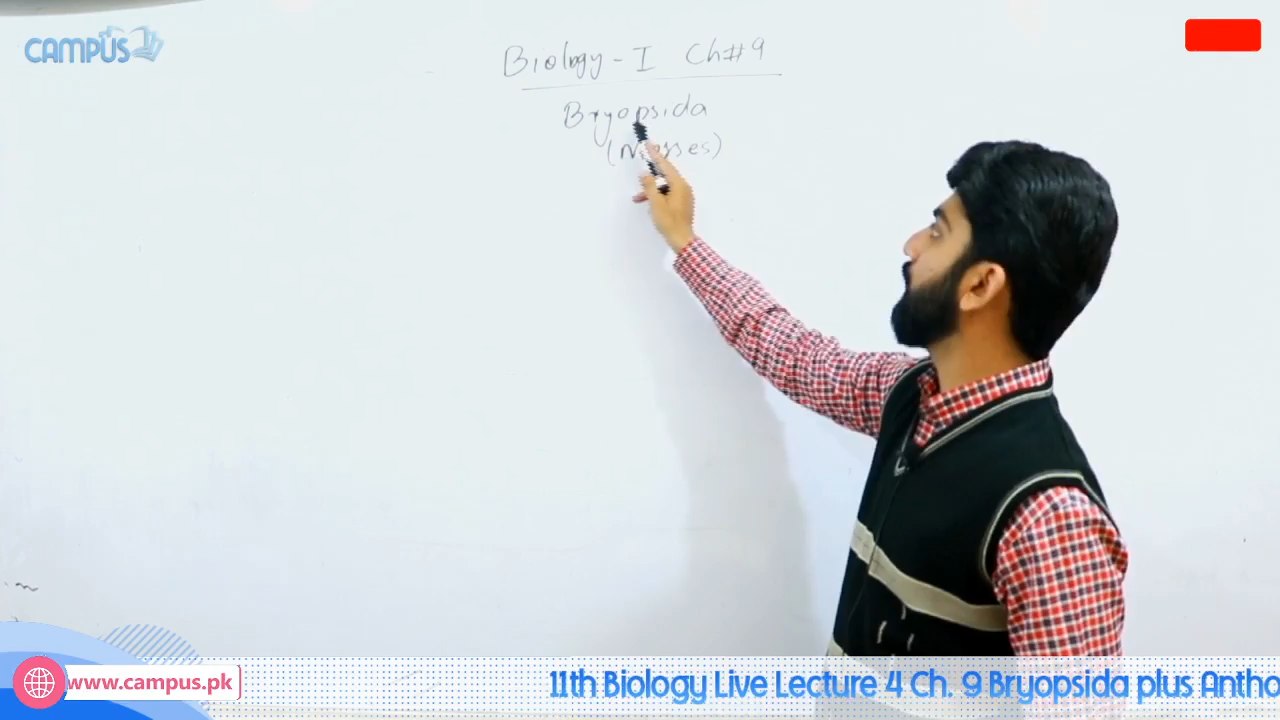 CAMPUS
Biology - I Ch#9
Bryopsida
(Mosses)
www.campus.pk
11th Biology Live Lecture 4 Ch. 9 Bryopsida plus Antho